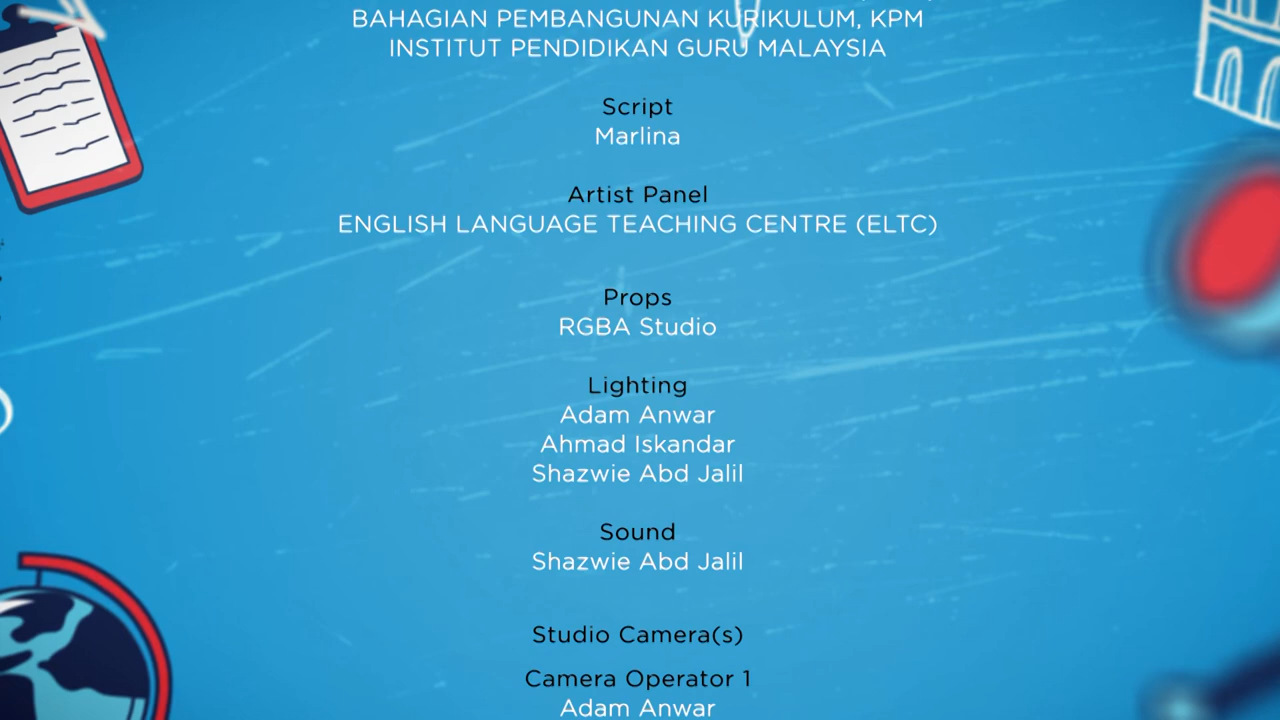 BAHAGIAN PEMBANGUNAN KURIKULUM, KPM
INSTITUT PENDIDIKAN GURU MALAYSIA
Script
Marlina
Artist Panel
ENGLISH LANGUAGE TEACHING CENTRE (ELTC)
Props
RGBA Studio
Lighting
Adam Anwar
Ahmad Iskandar
Shazwie Abd Jalil
Sound
Shazwie Abd Jalil
Studio Camera(s)
Camera Operator 1
Adam Anwar